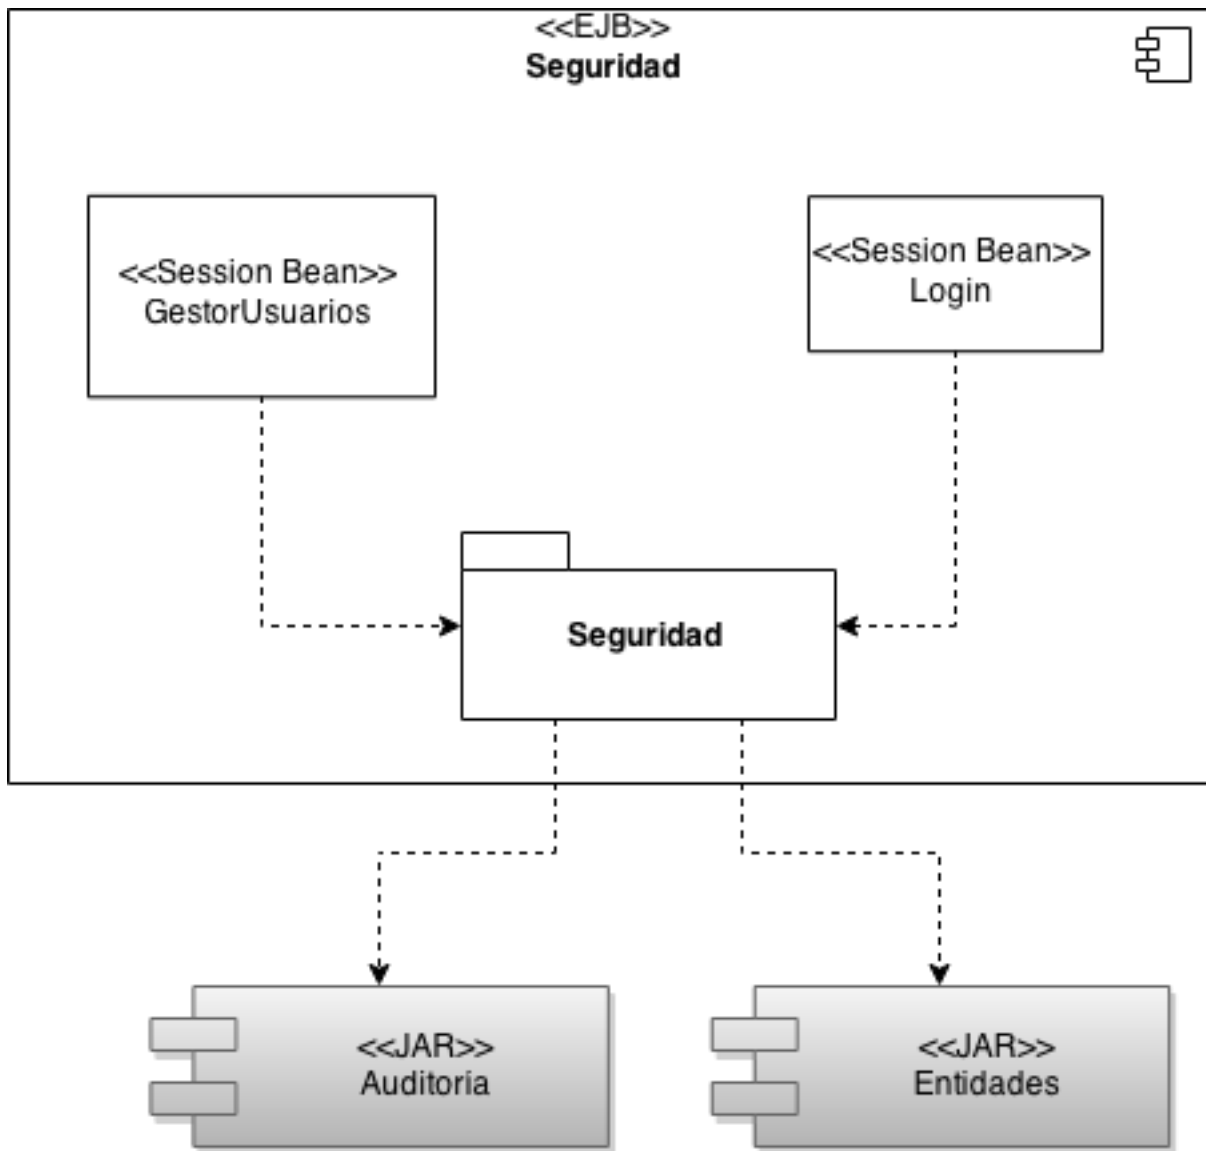 <<EJB>>
Seguridad
<<Session Bean>>
GestorUsuarios
<<Session Bean>>
Login
Seguridad
<<JAR>>
Auditoria
<<JAR>>
Entidades